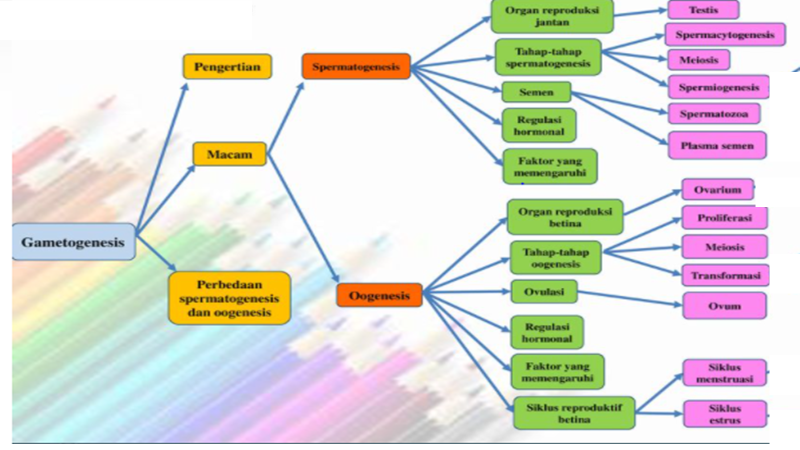 Gametogenesis
Pengertian
Macam
Perbedaan
spermatogenesis
dan oogenesis
Spermatogenesis
Organ reproduksi
jantan
Testis
Tahap-tahap
spermatogenesis
Spermacytogenesis
Meiosis
Spermiogenesis
Semen
Spermatozoa
Plasma semen
Regulasi
hormonal
Faktor yang
memengaruhi
Oogenesis
Organ reproduksi
betina
Ovarium
Tahap-tahap
oogenesis
Proliferasi
Meiosis
Transformasi
Ovulasi
Ovum
Regulasi
hormonal
Faktor yang
memengaruhi
Siklus reproduktif
betina
Siklus
menstruasi
Siklus
estrus